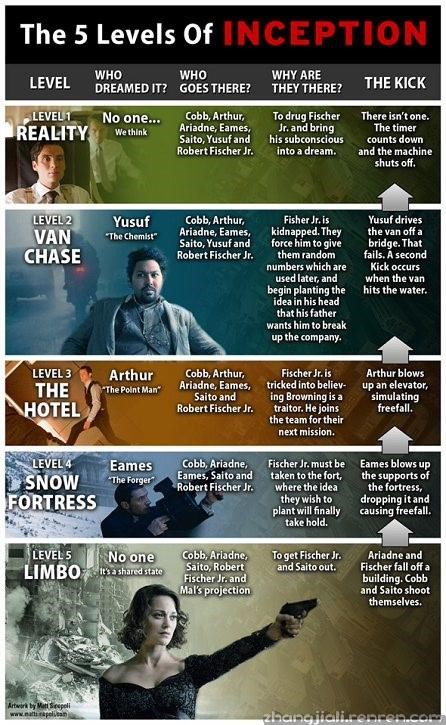 The 5 Levels Of INCEPTION
LEVEL
WHO
DREAMED IT?
WHO
GOES THERE?
WHY ARE
THEY THERE?
THE KICK
LEVEL 1
REALITY
No one...
We think
Cobb, Arthur,
Ariadne, Eames,
Saito, Yusuf and
Robert Fischer Jr.
To drug Fischer
Jr. and bring
his subconscious
into a dream.
There isn't one.
The timer
counts down
and the machine
shuts off.
LEVEL 2
VAN
CHASE
Yusuf
"The Chemist"
Cobb, Arthur,
Ariadne, Eames,
Saito, Yusuf and
Robert Fischer Jr.
Fisher Jr. is
kidnapped. They
force him to give
them random
numbers which are
used later, and
begin planting the
idea in his head
that his father
wants him to break
up the company.
Yusuf drives
the van off a
bridge. That
fails. A second
Kick occurs
when the van
hits the water.
LEVEL 3
THE
HOTEL
Arthur
"The Point Man"
Cobb, Arthur,
Ariadne, Eames,
Saito and
Robert Fischer Jr.
Fischer Jr. is
tricked into believ-
ing Browning is a
traitor. He joins
the team for their
next mission.
Arthur blows
up an elevator,
simulating
freefall.
LEVEL 4
SNOW
FORTRESS
Eames
"The Forger"
Cobb, Ariadne,
Eames, Saito and
Robert Fischer Jr.
Fischer Jr. must be
taken to the fort,
where the idea
they wish to
plant will finally
take hold.
Eames blows up
the supports of
the fortress,
dropping it and
causing freefall.
LEVEL 5
LIMBO
No one
It's a shared state
Cobb, Ariadne,
Saito, Robert
Fischer Jr. and
Mal's projection
To get Fischer Jr.
and Saito out.
Ariadne and
Fischer fall off a
building. Cobb
and Saito shoot
themselves.
Artwork by Matt Sinopoli
www.mattsinopoli.com
zhangjiali.renren.com